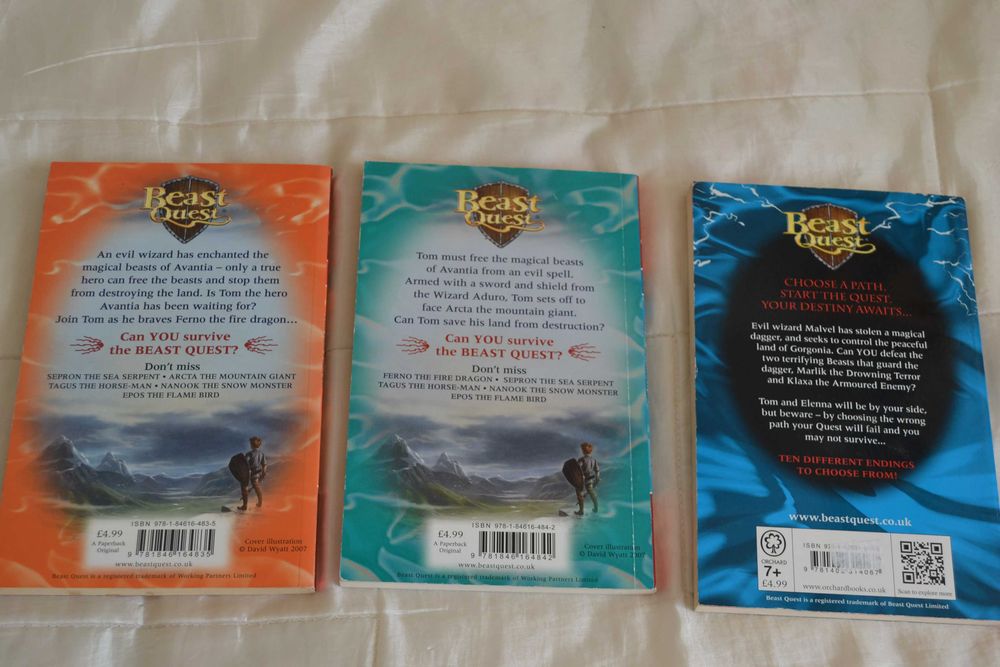 Beast
Quest
An evil wizard has enchanted the
magical beasts of Avantia – only a true
hero can free the beasts and stop them
from destroying the land. Is Tom the hero
Avantia has been waiting for?
Join Tom as he braves Ferno the fire dragon...
Can YOU survive
the BEAST QUEST?
Don't miss
SEPRON THE SEA SERPENT • ARCTA THE MOUNTAIN GIANT
TAGUS THE HORSE-MAN • NANOOK THE SNOW MONSTER
EPOS THE FLAME BIRD
ISBN 978-1-84616-483-5
£4.99
A Paperback
Original
9 781846 164835
www.beastquest.co.uk
Cover illustration
© David Wyatt 2007
Beast Quest is a registered trademark of Working Partners Limited
Beast
Quest
Tom must free the magical beasts
of Avantia from an evil spell.
Armed with a sword and shield from
the Wizard Aduro, Tom sets off to
face Arcta the mountain giant.
Can Tom save his land from destruction?
Can YOU survive
the BEAST QUEST?
Don't miss
FERNO THE FIRE DRAGON • SEPRON THE SEA SERPENT
TAGUS THE HORSE-MAN • NANOOK THE SNOW MONSTER
EPOS THE FLAME BIRD
ISBN 978-1-84616-484-2
£4.99
A Paperback
Original
9 781846 164842
www.beastquest.co.uk
Cover illustration
© David Wyatt 2007
Beast Quest is a registered trademark of Working Partners Limited
Beast
Quest
CHOOSE A PATH.
START THE QUEST.
YOUR DESTINY AWAITS...
Evil wizard Malvel has stolen a magical
dagger, and seeks to control the peaceful
land of Gorgonia. Can YOU defeat the
two terrifying Beasts that guard the
dagger, Marlik the Drowning Terror
and Klaxa the Armoured Enemy?
Tom and Elenna will be by your side,
but beware – by choosing the wrong
path your Quest will fail and you
may not survive...
TEN DIFFERENT ENDINGS
TO CHOOSE FROM!
www.beastquest.co.uk
ORCHARD
7+
£4.99
ISBN
www.orchardbooks.co.uk
Scan to explore more
Beast Quest is a registered trademark of Beast Quest Limited